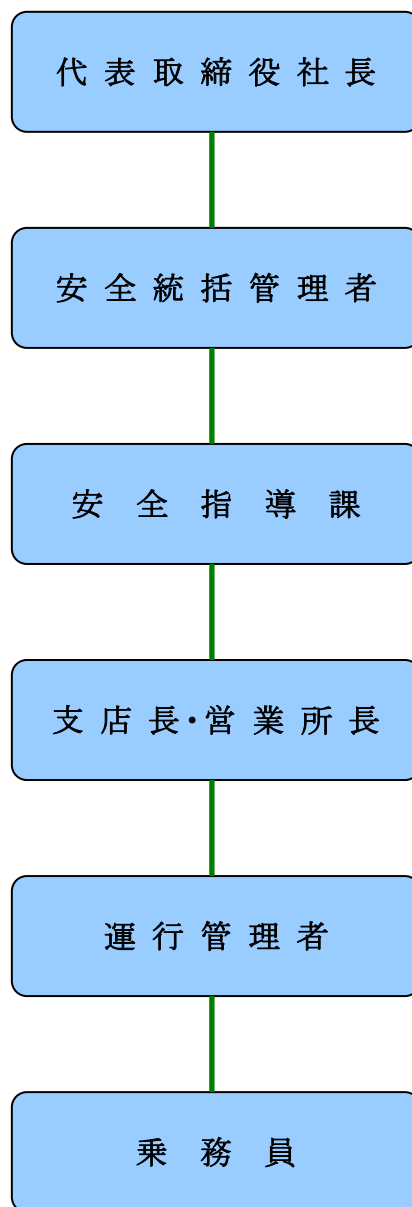 代表取締役社長
安全統括管理者
安全指導課
支店長・営業所長
運行管理者
乗務員